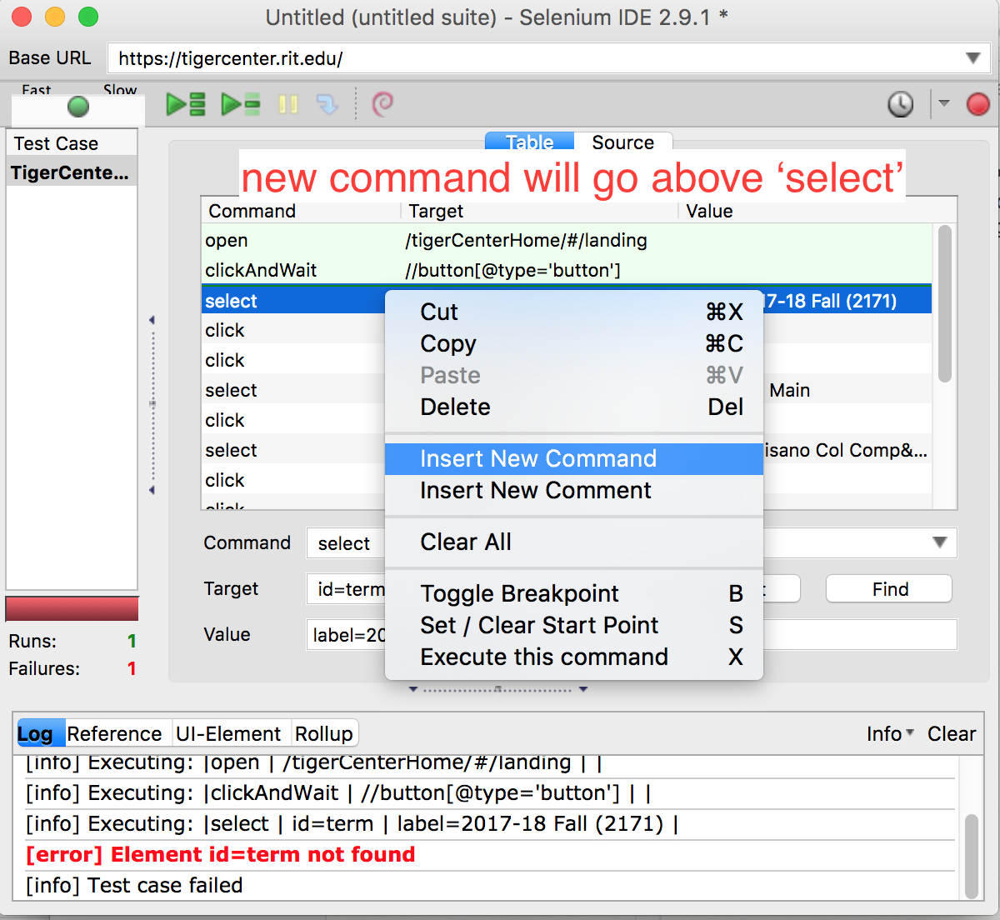 Untitled (untitled suite) - Selenium IDE 2.9.1 *
Base URL https://tigercenter.rit.edu/
Fast Slow
Test Case
TigerCente...
Table Source
new command will go above ‘select’
Command Target Value
open /tigerCenterHome/#/landing
clickAndWait //button[@type='button']
select 17-18 Fall (2171)
click
click
select Main
click
select isano Col Comp&...
click
click
Cut ⌘X
Copy ⌘C
Paste ⌘V
Delete Del
Insert New Command
Insert New Comment
Clear All
Toggle Breakpoint B
Set / Clear Start Point S
Execute this command X
Command select
Target id=term Find
Value label=20
Runs: 1
Failures: 1
Log Reference UI-Element Rollup Info Clear
[info] Executing: |open | /tigerCenterHome/#/landing | |
[info] Executing: |clickAndWait | //button[@type='button'] | |
[info] Executing: |select | id=term | label=2017-18 Fall (2171) |
[error] Element id=term not found
[info] Test case failed